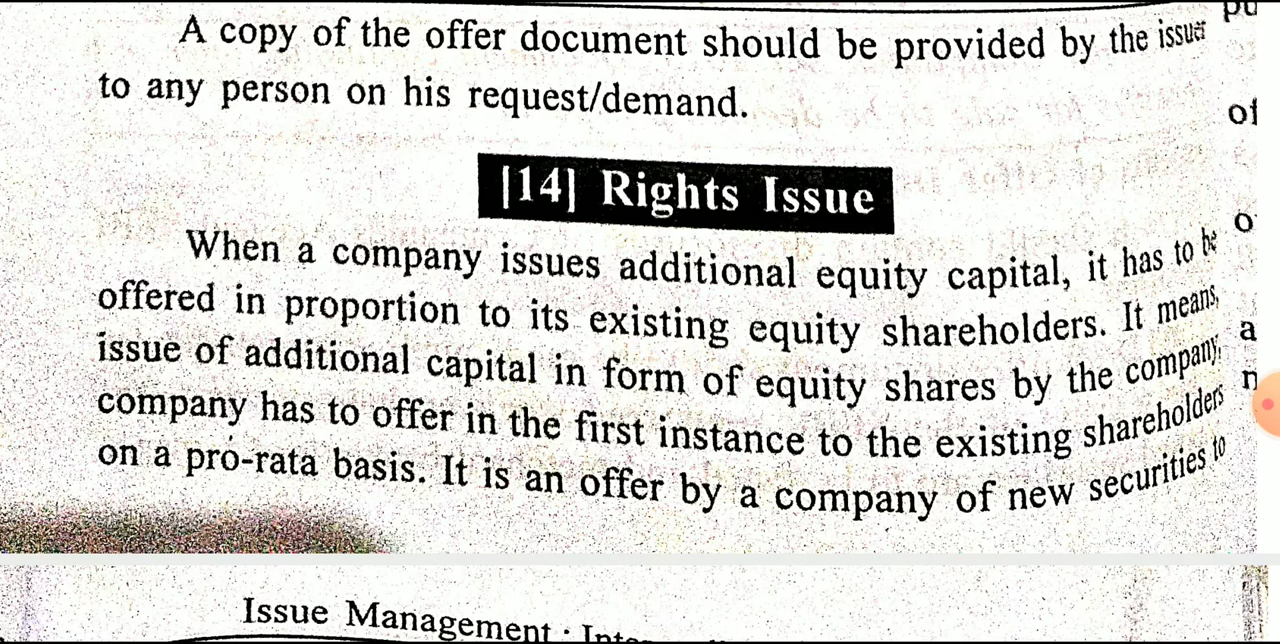 A copy of the offer document should be provided by the issuer
to any person on his request/demand.
[14] Rights Issue
When a company issues additional equity capital, it has to be
offered in proportion to its existing equity shareholders. It means,
issue of additional capital in form of equity shares by the company,
company has to offer in the first instance to the existing shareholders
on a pro-rata basis. It is an offer by a company of new securities to
Issue Management :